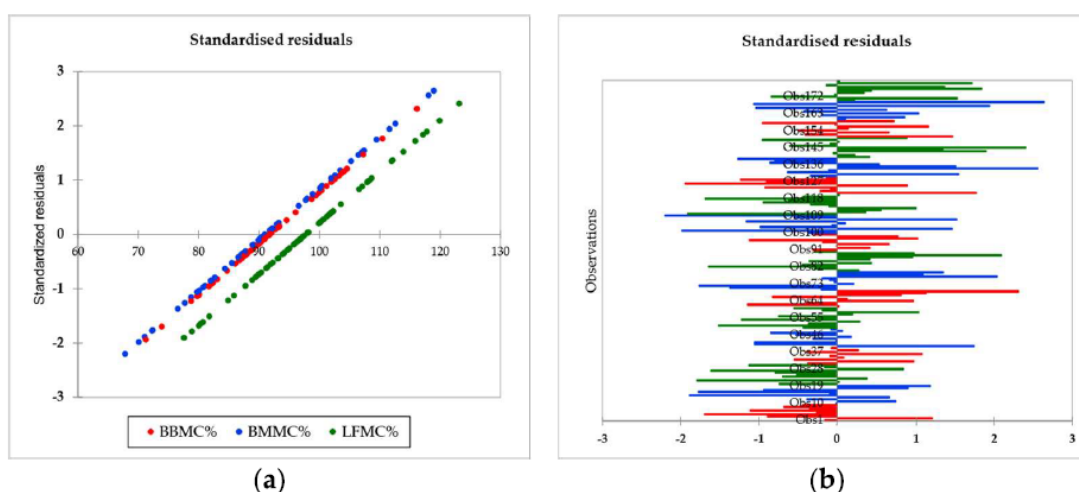 Standardised residuals
Standardized residuals
3
2
1
0
-1
-2
-3
60 70 80 90 100 110 120 130
BBMC% BMMC% LFMC%
(a)
Standardised residuals
Observations
Obs172
Obs163
Obs154
Obs145
Obs136
Obs127
Obs118
Obs109
Obs100
Obs91
Obs82
Obs73
Obs64
Obs55
Obs46
Obs37
Obs28
Obs19
Obs10
Obs1
-3 -2 -1 0 1 2 3
(b)